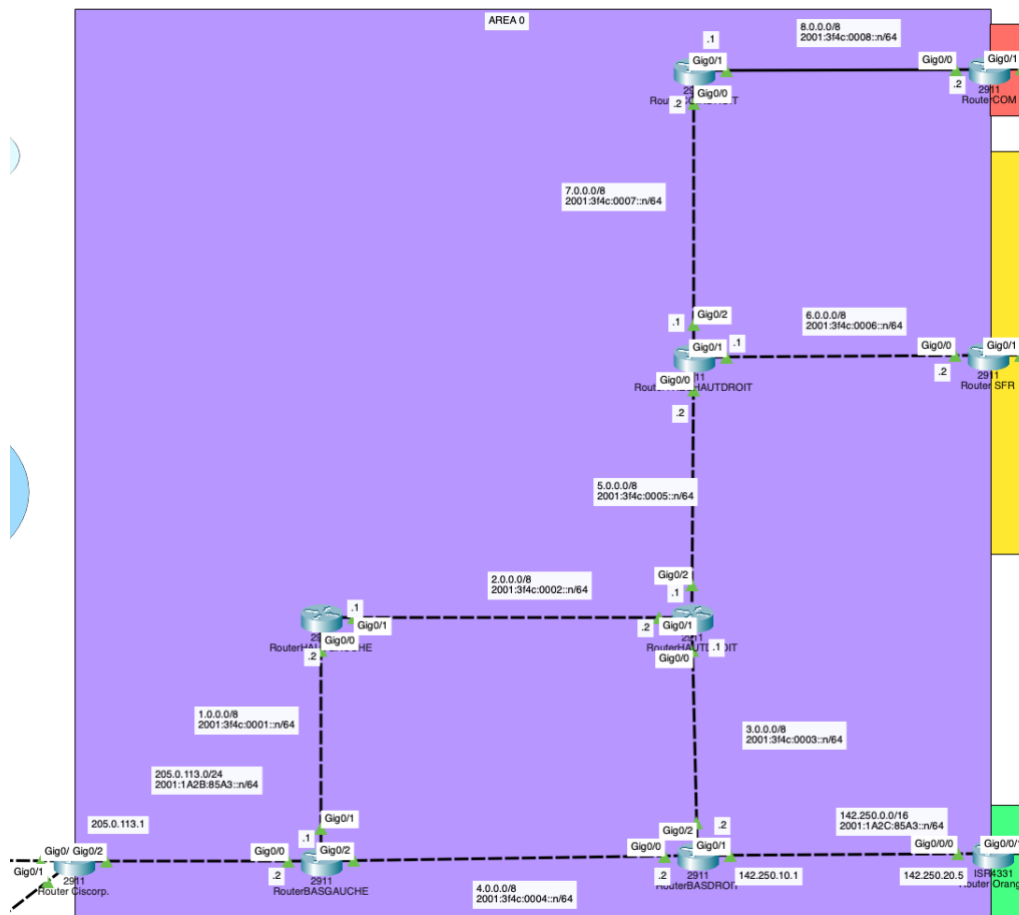 AREA 0
8.0.0.0/8
2001:3f4c:0008::n/64
.1
Gig0/1
Gig0/0
Gig0/1
Gig0/0
.2
.2
2911
RouterCOM
7.0.0.0/8
2001:3f4c:0007::n/64
6.0.0.0/8
2001:3f4c:0006::n/64
Gig0/2
.1
.1
Gig0/1
Gig0/0
Gig0/1
Gig0/0
.2
2911
Router SFR
.2
5.0.0.0/8
2001:3f4c:0005::n/64
2.0.0.0/8
2001:3f4c:0002::n/64
Gig0/2
.1
.1
Gig0/1
Gig0/0
.2
.2
Gig0/1
2911
.1
Gig0/0
1.0.0.0/8
2001:3f4c:0001::n/64
3.0.0.0/8
2001:3f4c:0003::n/64
205.0.113.0/24
2001:1A2B:85A3::n/64
142.250.0.0/16
2001:1A2C:85A3::n/64
205.0.113.1
Gig0/1
.1
Gig0/2
.2
Gig0/ Gig0/2
Gig0/1
2911
Router Ciscorp.
Gig0/0
Gig0/2
.2
2911
RouterBASGAUCHE
4.0.0.0/8
2001:3f4c:0004::n/64
Gig0/0
Gig0/1
.2
2911
RouterBASDROIT
142.250.10.1
Gig0/0/0
Gig0/0/
142.250.20.5
ISR4331
Router Orang